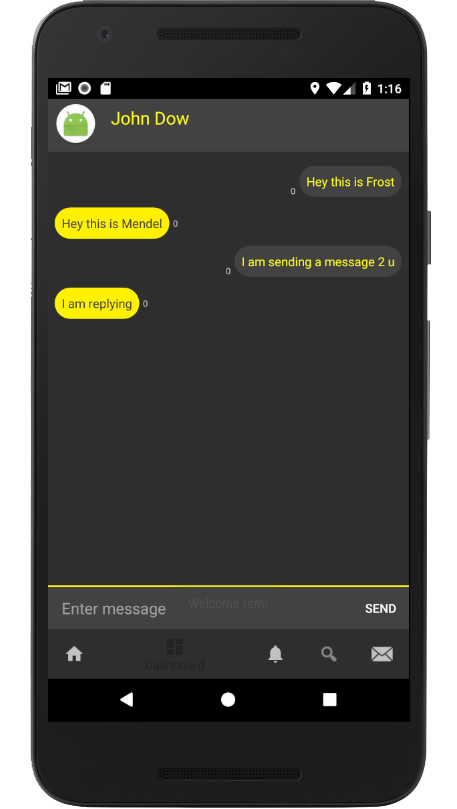 1:16
John Dow
Hey this is Frost
0
Hey this is Mendel 0
I am sending a message 2 u
0
I am replying 0
Welcome rem!
Enter message SEND
Dashboard